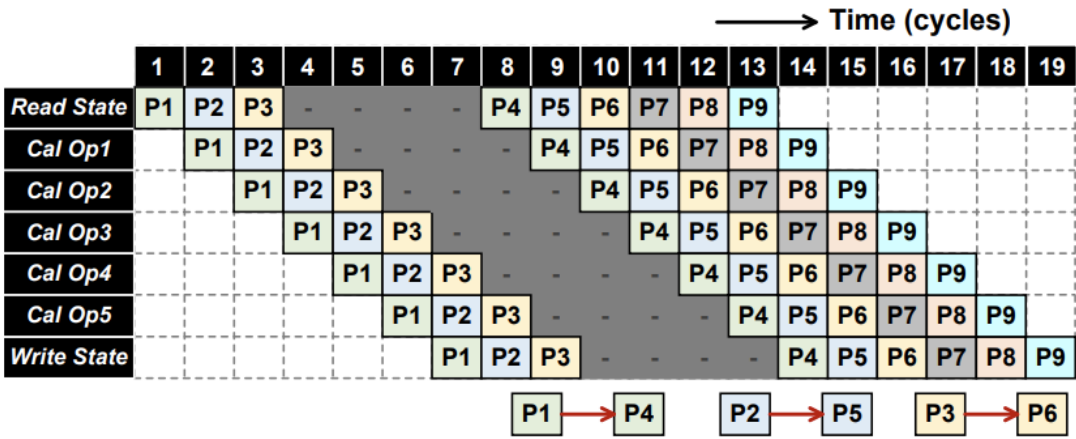 Time (cycles)
1 2 3 4 5 6 7 8 9 10 11 12 13 14 15 16 17 18 19
Read State P1 P2 P3 - - - - P4 P5 P6 P7 P8 P9
Cal Op1 P1 P2 P3 - - - - P4 P5 P6 P7 P8 P9
Cal Op2 P1 P2 P3 - - - - P4 P5 P6 P7 P8 P9
Cal Op3 P1 P2 P3 - - - - P4 P5 P6 P7 P8 P9
Cal Op4 P1 P2 P3 - - - - P4 P5 P6 P7 P8 P9
Cal Op5 P1 P2 P3 - - - - P4 P5 P6 P7 P8 P9
Write State P1 P2 P3 - - - - P4 P5 P6 P7 P8 P9
P1 P4 P2 P5 P3 P6